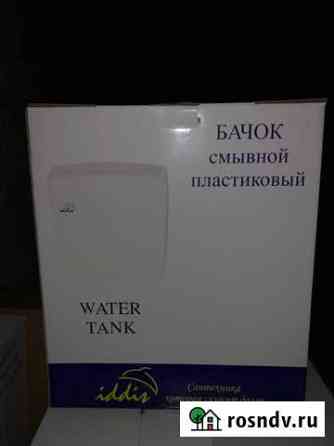 БАЧОК
смывной
пластиковый
WATER
TANK
iddis
Сантехника
rosndv.ru